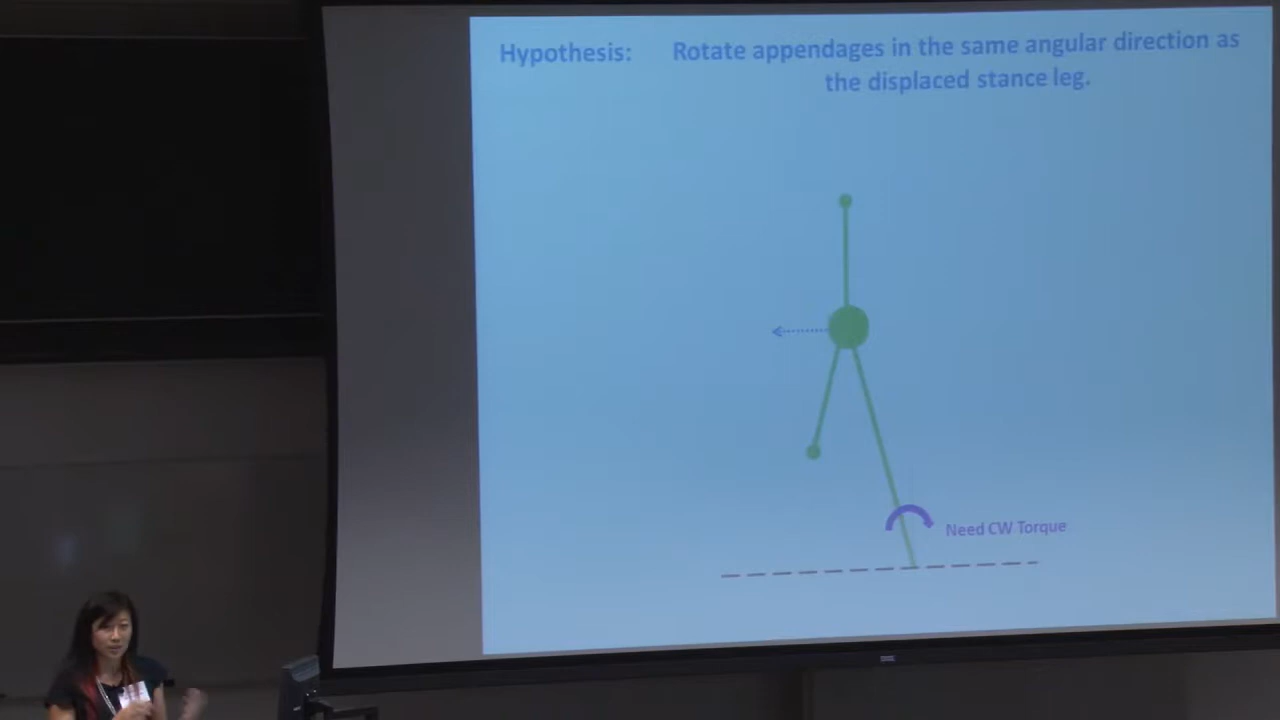 Hypothesis: Rotate appendages in the same angular direction as
the displaced stance leg.
Need CW Torque